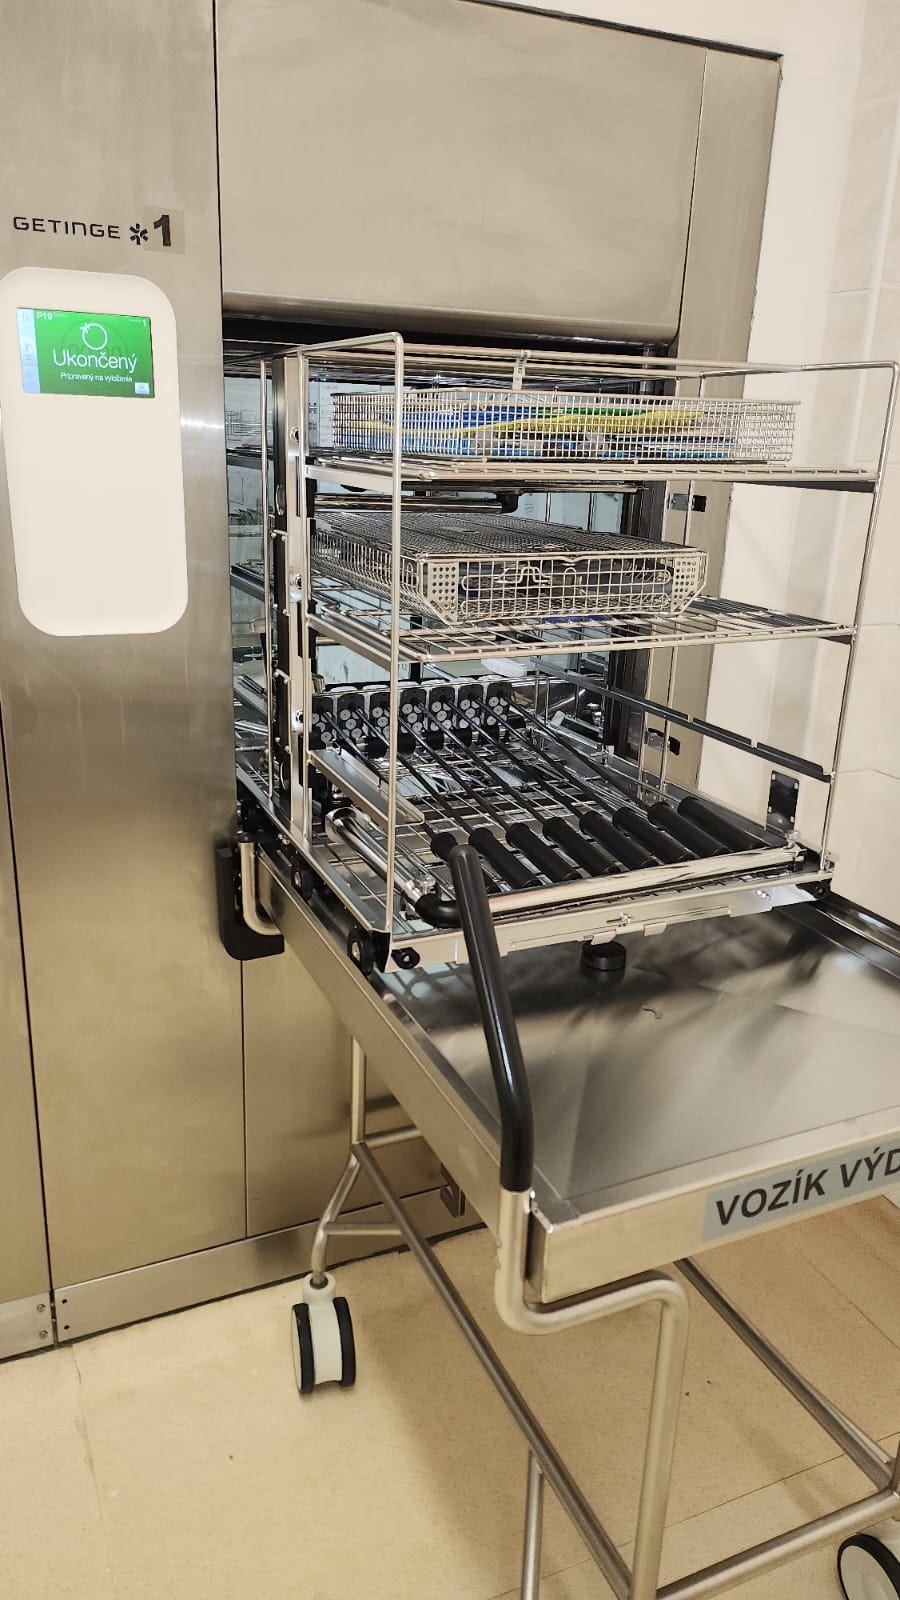 GETINGE 1
P19 1
Ukončený
Pripravený na vyloženie
VOZÍK VÝD